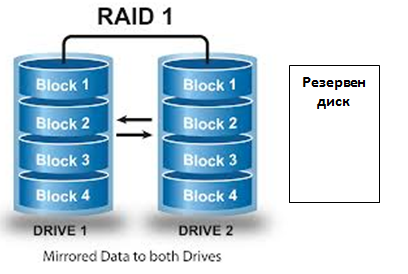 RAID 1
Block 1
Block 2
Block 3
Block 4
DRIVE 1
Block 1
Block 2
Block 3
Block 4
DRIVE 2
Mirrored Data to both Drives
Резервен
диск